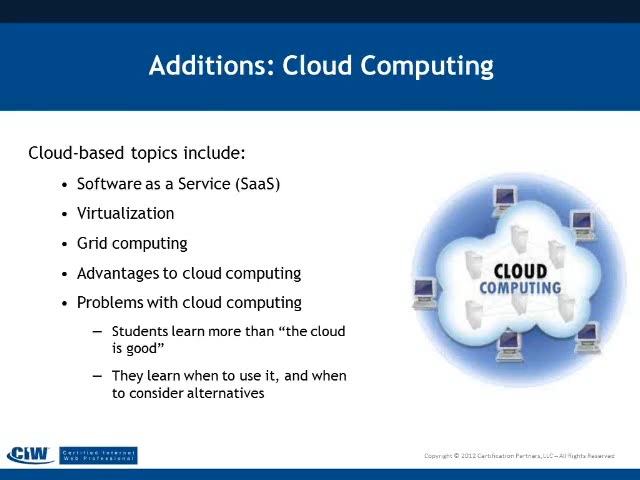 Additions: Cloud Computing
Cloud-based topics include:
• Software as a Service (SaaS)
• Virtualization
• Grid computing
• Advantages to cloud computing
• Problems with cloud computing
— Students learn more than “the cloud
is good”
— They learn when to use it, and when
to consider alternatives
CLOUD
COMPUTING
CIW
Certified Internet
Web Professional
Copyright © 2012 Certification Partners, LLC — All Rights Reserved